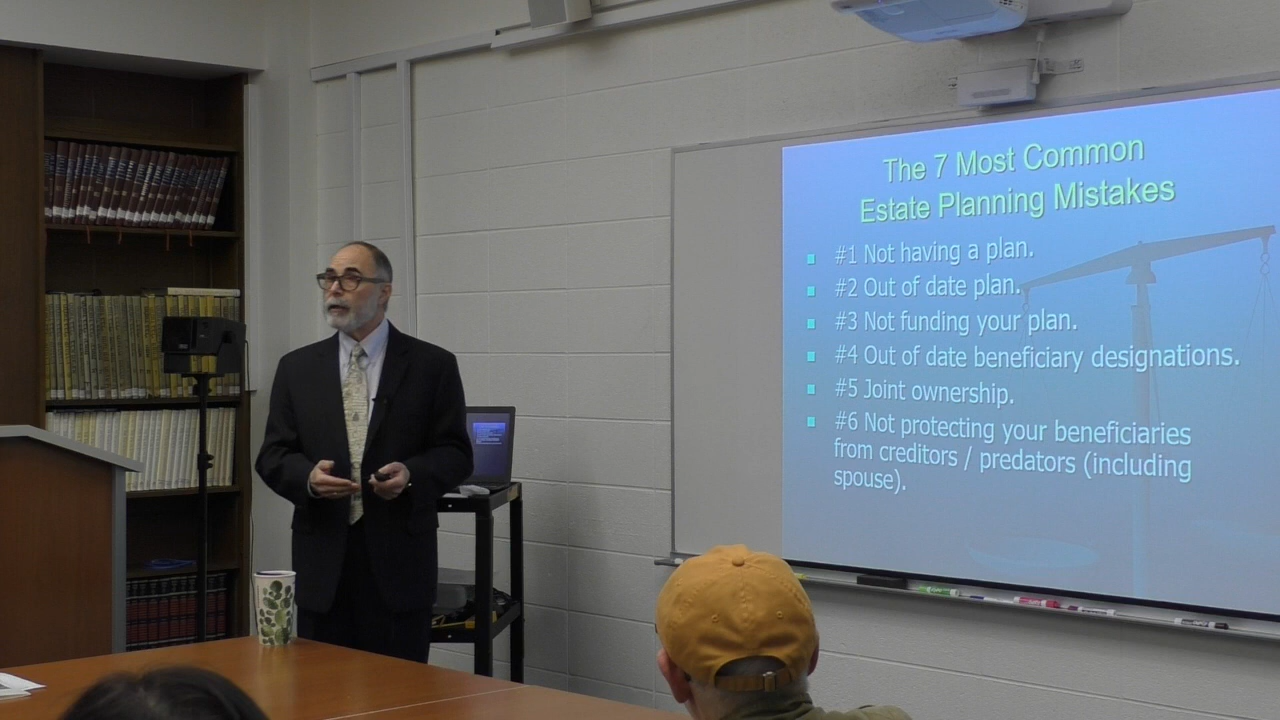 The 7 Most Common
Estate Planning Mistakes
#1 Not having a plan.
#2 Out of date plan.
#3 Not funding your plan.
#4 Out of date beneficiary designations.
#5 Joint ownership.
#6 Not protecting your beneficiaries
from creditors / predators (including
spouse).